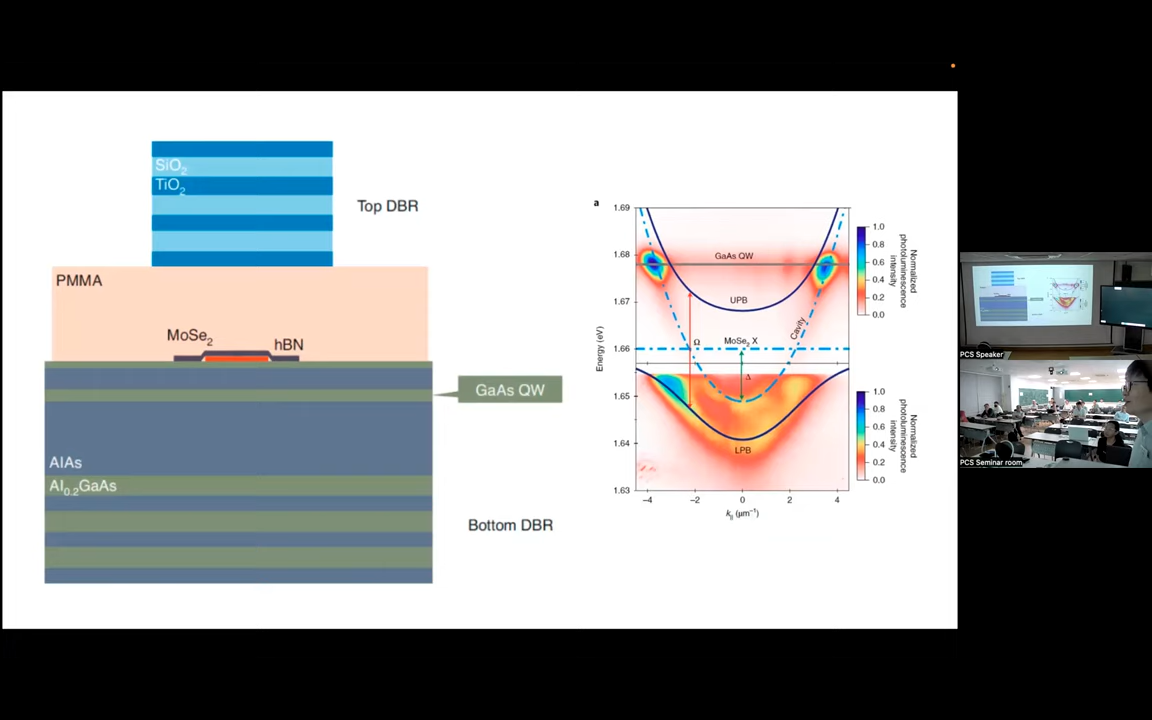 SiO2
TiO2
Top DBR
PMMA
MoSe2
hBN
GaAs QW
AlAs
Al0.2GaAs
Bottom DBR
a
1.69
1.68
1.67
1.66
1.65
1.64
1.63
Energy (eV)
GaAs QW
UPB
Ω
MoSe2 X
Cavity
Δ
LPB
−4
−2
0
2
4
k|| (μm−1)
1.0
0.8
0.6
0.4
0.2
0
Normalized
photoluminescence
intensity
1.0
0.8
0.6
0.4
0.2
0.0
Normalized
photoluminescence
intensity
PCS Speaker
PCS Seminar room